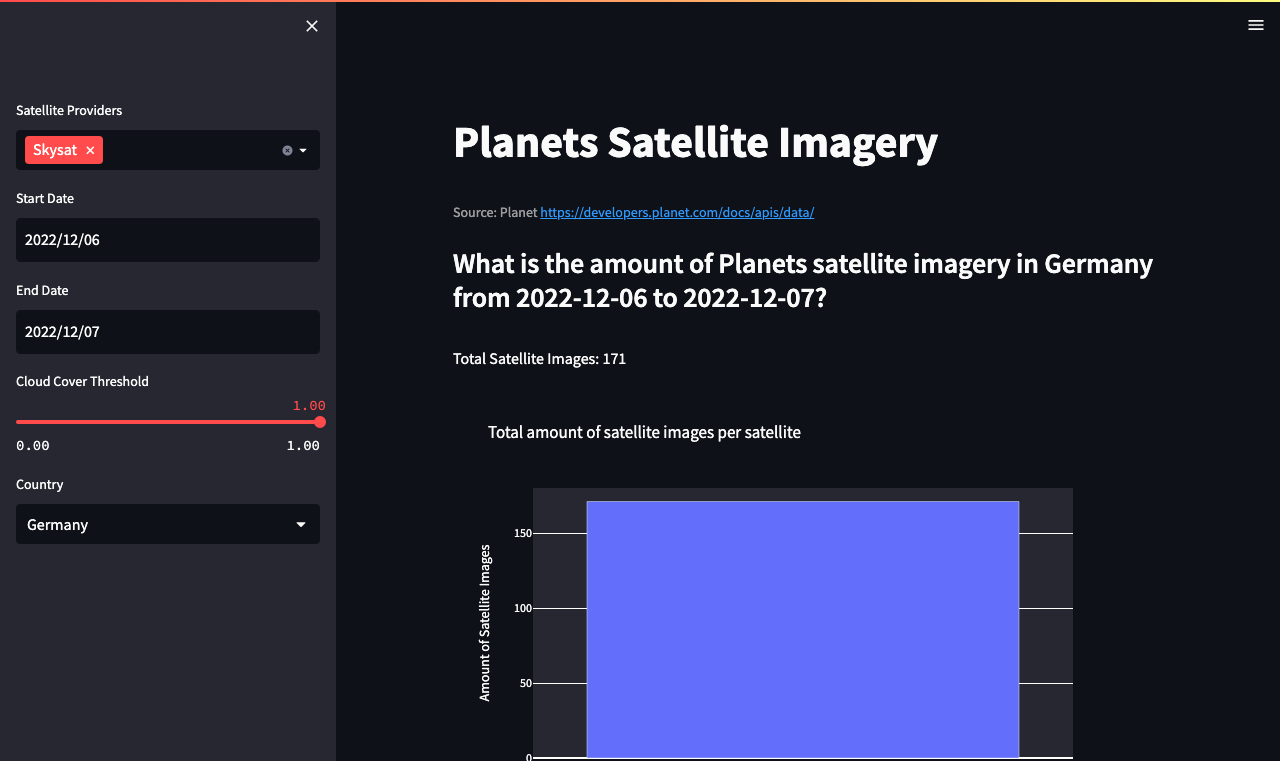 Satellite Providers
Skysat
Start Date
2022/12/06
End Date
2022/12/07
Cloud Cover Threshold
1.00
0.00 1.00
Country
Germany
Planets Satellite Imagery
Source: Planet https://developers.planet.com/docs/apis/data/
What is the amount of Planets satellite imagery in Germany
from 2022-12-06 to 2022-12-07?
Total Satellite Images: 171
Total amount of satellite images per satellite
Amount of Satellite Images
150
100
50
0